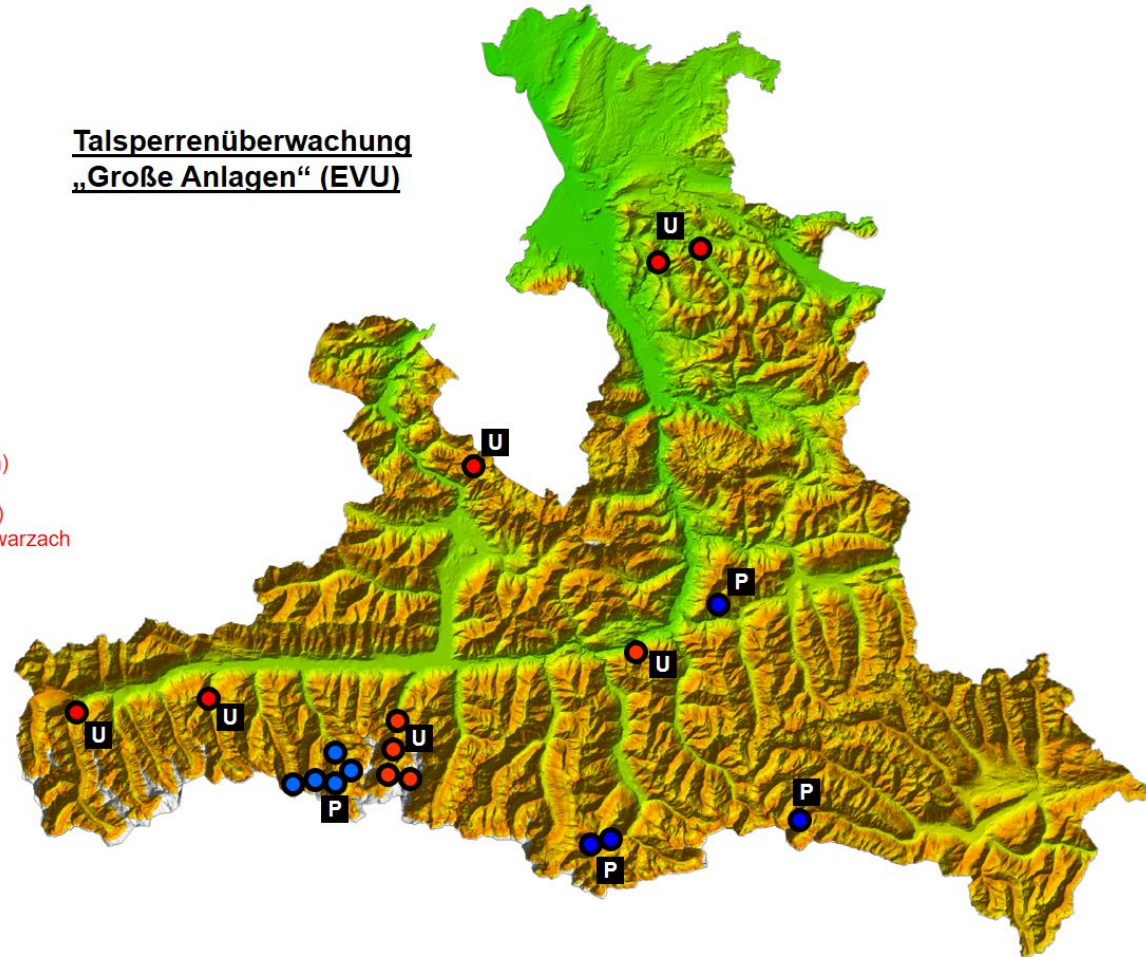 Talsperrenüberwachung
„Große Anlagen“ (EVU)
U
U
)
)
warzach
P
U
U
U
U
P
P
P